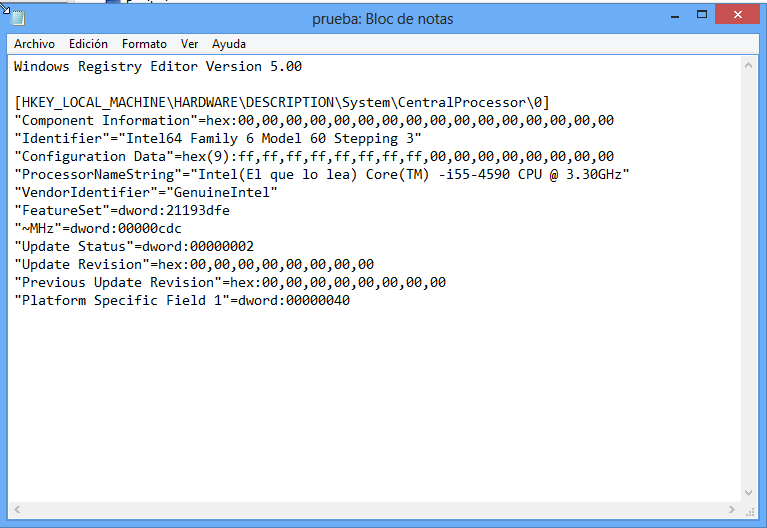 prueba: Bloc de notas
Archivo Edición Formato Ver Ayuda
Windows Registry Editor Version 5.00
[HKEY_LOCAL_MACHINE\HARDWARE\DESCRIPTION\System\CentralProcessor\0]
"Component Information"=hex:00,00,00,00,00,00,00,00,00,00,00,00,00,00,00,00
"Identifier"="Intel64 Family 6 Model 60 Stepping 3"
"Configuration Data"=hex(9):ff,ff,ff,ff,ff,ff,ff,ff,00,00,00,00,00,00,00,00
"ProcessorNameString"="Intel(El que lo lea) Core(TM) -i55-4590 CPU @ 3.30GHz"
"VendorIdentifier"="GenuineIntel"
"FeatureSet"=dword:21193dfe
"~MHz"=dword:00000cdc
"Update Status"=dword:00000002
"Update Revision"=hex:00,00,00,00,00,00,00,00
"Previous Update Revision"=hex:00,00,00,00,00,00,00,00
"Platform Specific Field 1"=dword:00000040